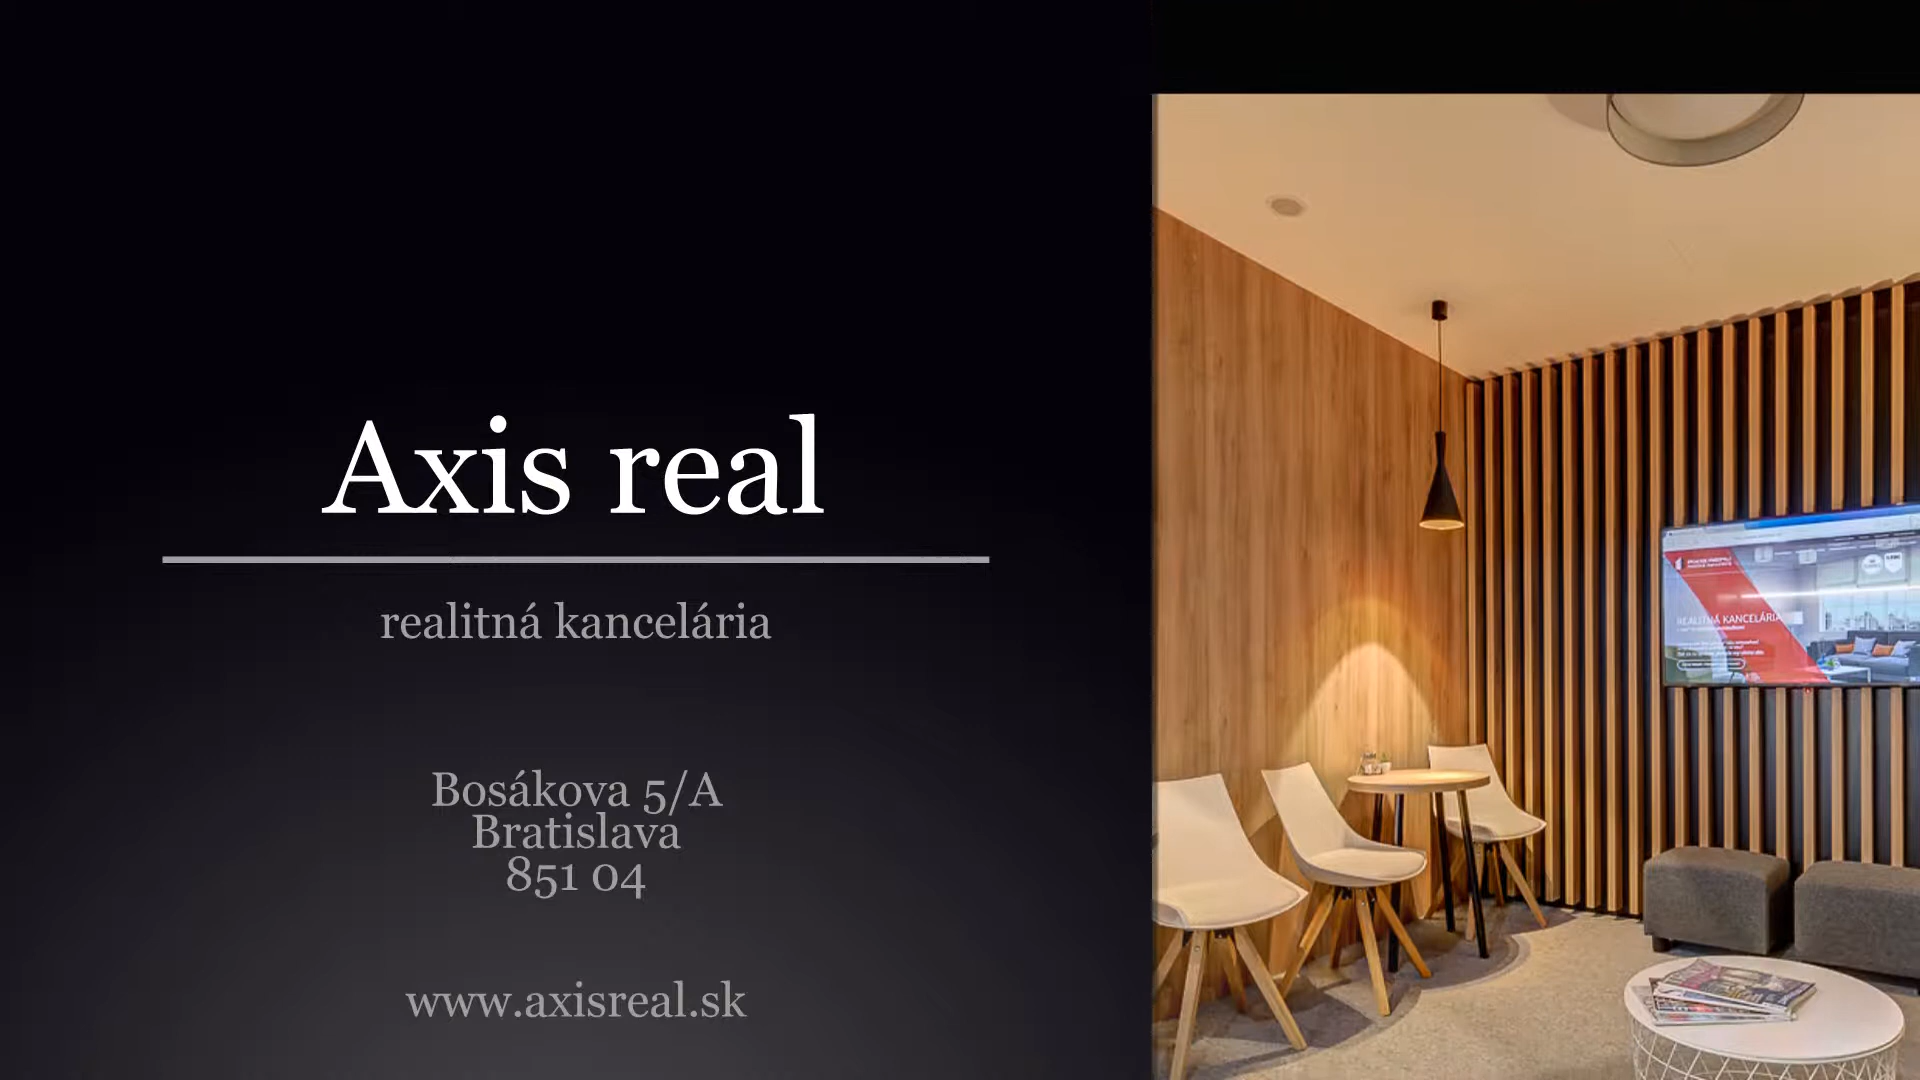 Axis real
realitná kancelária
Bosákova 5/A
Bratislava
851 04
www.axisreal.sk
REALITNÁ KANCELÁRIA